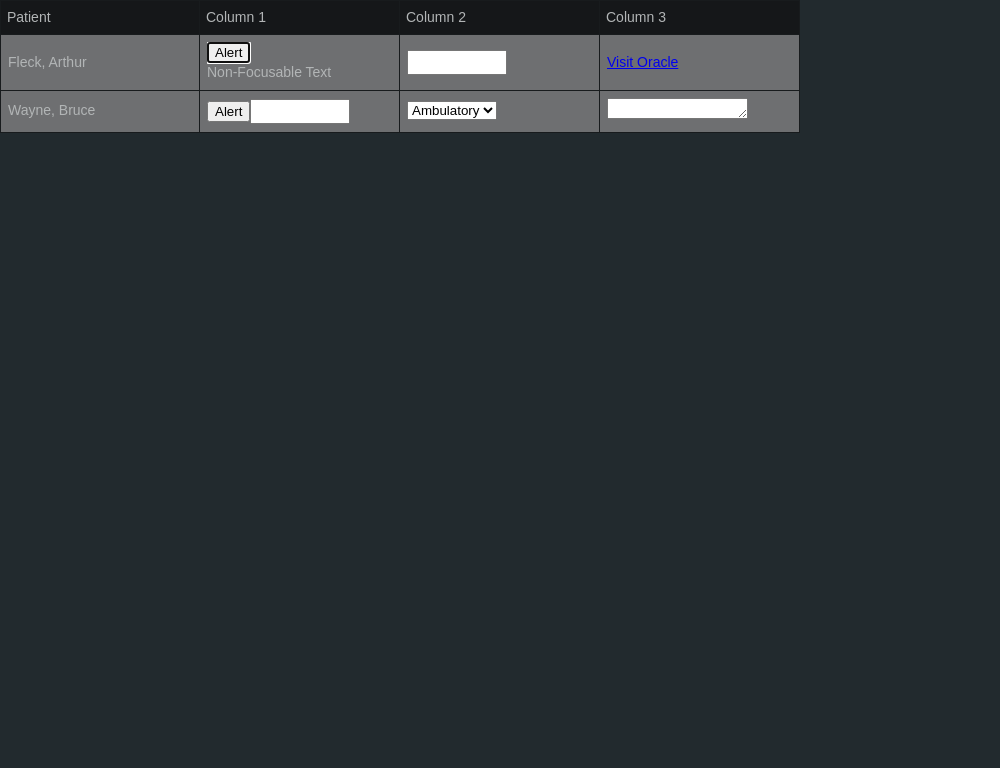 Patient Column 1 Column 2 Column 3
Fleck, Arthur Alert Visit Oracle
Non-Focusable Text
Wayne, Bruce Alert Ambulatory